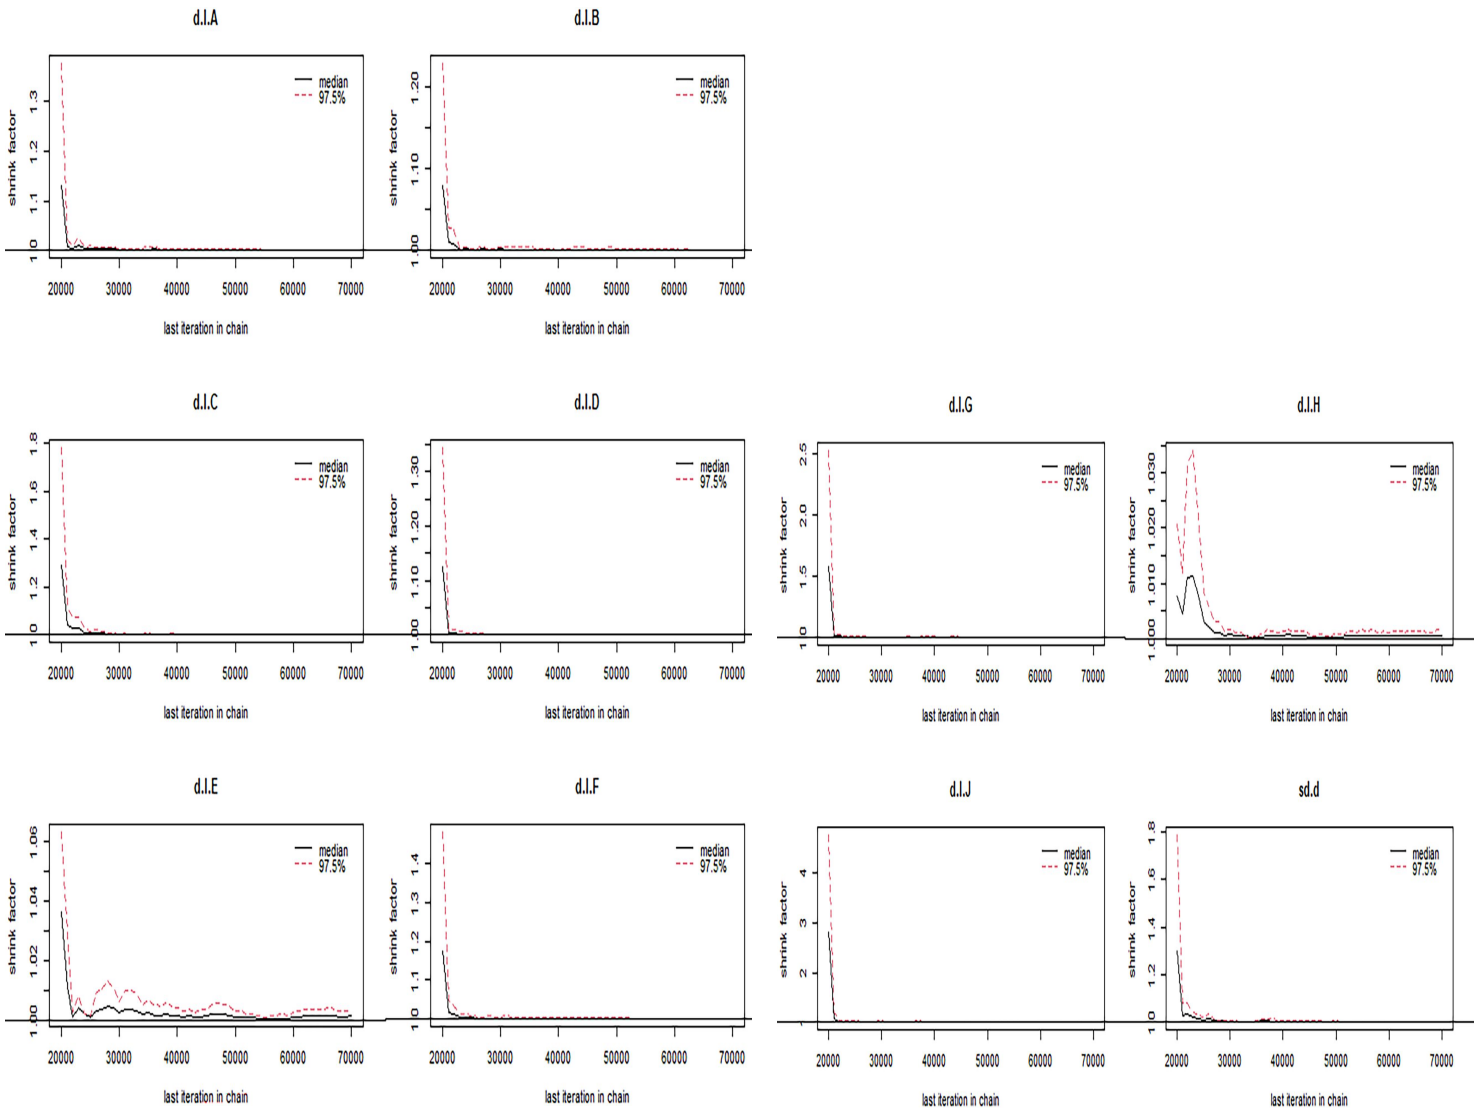 d.I.A
shrink factor
1.0 1.1 1.2 1.3
median
97.5%
20000 30000 40000 50000 60000 70000
last iteration in chain
d.I.B
shrink factor
1.00 1.10 1.20
median
97.5%
20000 30000 40000 50000 60000 70000
last iteration in chain
d.I.C
shrink factor
1.0 1.2 1.4 1.6 1.8
median
97.5%
20000 30000 40000 50000 60000 70000
last iteration in chain
d.I.D
shrink factor
1.00 1.10 1.20 1.30
median
97.5%
20000 30000 40000 50000 60000 70000
last iteration in chain
d.I.G
shrink factor
1.0 1.5 2.0 2.5
median
97.5%
20000 30000 40000 50000 60000 70000
last iteration in chain
d.I.H
shrink factor
1.000 1.010 1.020 1.030
median
97.5%
20000 30000 40000 50000 60000 70000
last iteration in chain
d.I.E
shrink factor
1.00 1.02 1.04 1.06
median
97.5%
20000 30000 40000 50000 60000 70000
last iteration in chain
d.I.F
shrink factor
1.0 1.1 1.2 1.3 1.4
median
97.5%
20000 30000 40000 50000 60000 70000
last iteration in chain
d.I.J
shrink factor
1 2 3 4
median
97.5%
20000 30000 40000 50000 60000 70000
last iteration in chain
sd.d
shrink factor
1.0 1.2 1.4 1.6 1.8
median
97.5%
20000 30000 40000 50000 60000 70000
last iteration in chain